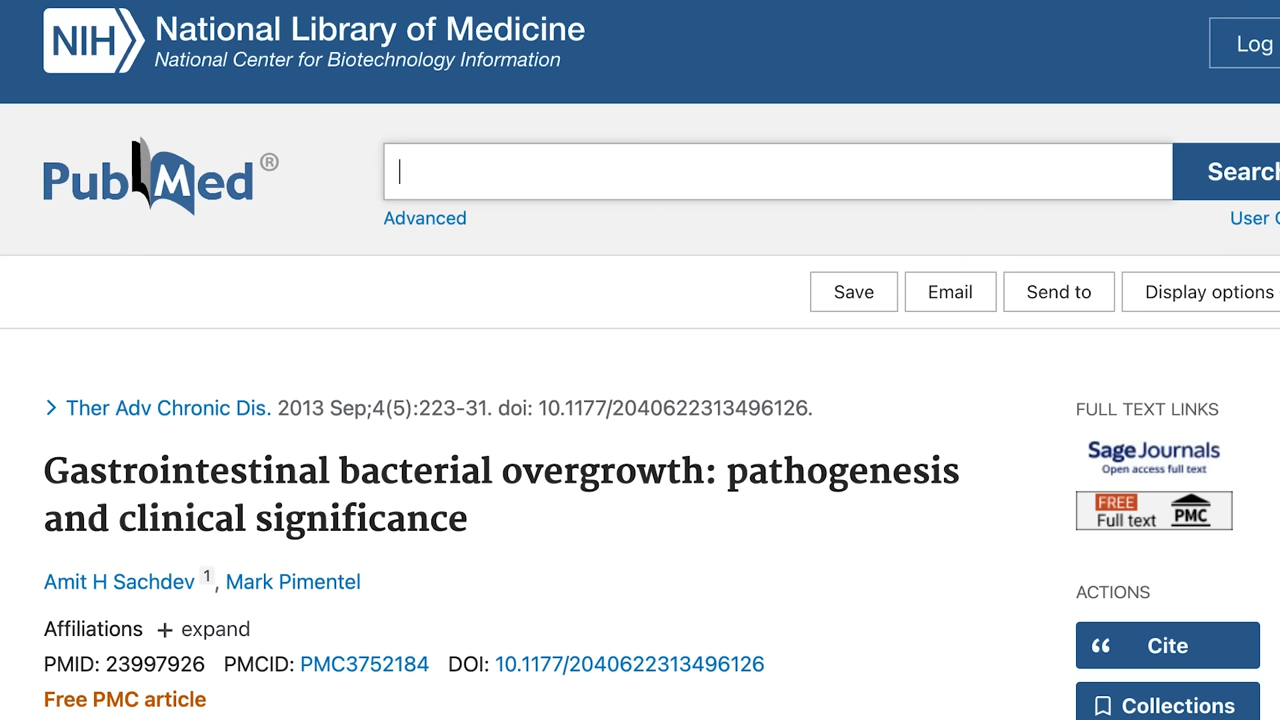 NIH National Library of Medicine
National Center for Biotechnology Information
Log
PubMed®
Search
Advanced
User
Save
Email
Send to
Display options
Ther Adv Chronic Dis. 2013 Sep;4(5):223-31. doi: 10.1177/2040622313496126.
Gastrointestinal bacterial overgrowth: pathogenesis
and clinical significance
Amit H Sachdev 1, Mark Pimentel
Affiliations + expand
PMID: 23997926 PMCID: PMC3752184 DOI: 10.1177/2040622313496126
Free PMC article
FULL TEXT LINKS
Sage Journals
Open access full text
FREE
Full text PMC
ACTIONS
Cite
Collections